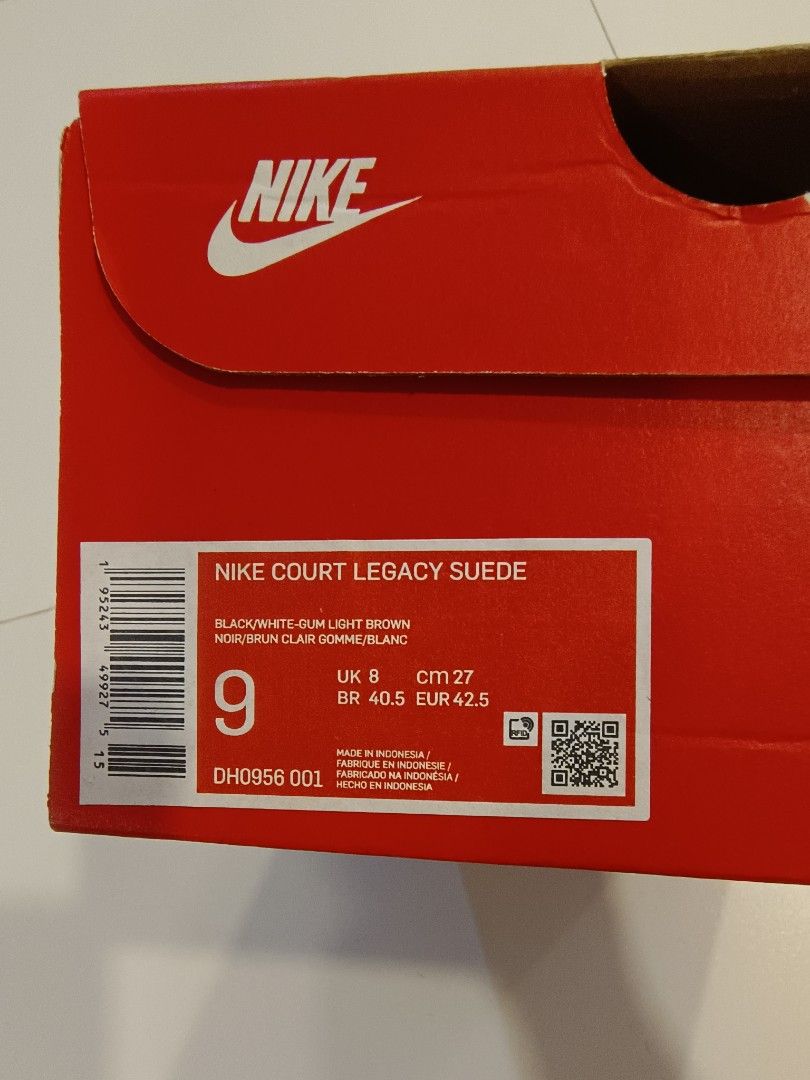 NIKE
NIKE COURT LEGACY SUEDE
BLACK/WHITE-GUM LIGHT BROWN
NOIR/BRUN CLAIR GOMME/BLANC
9
UK 8 cm 27
BR 40.5 EUR 42.5
RFID
MADE IN INDONESIA /
FABRIQUE EN INDONESIE /
FABRICADO NA INDONÉSIA /
HECHO EN INDONESIA
DH0956 001
1 95243 49927 5 15